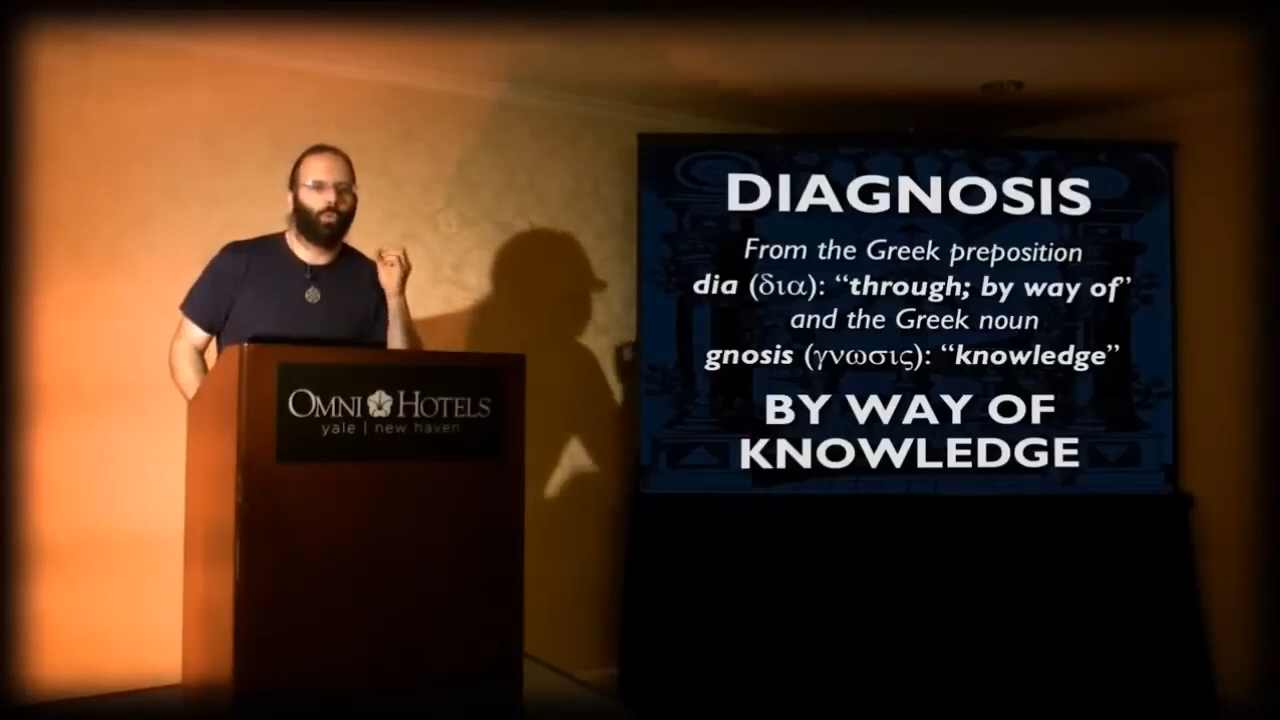 OMNI HOTELS
yale | new haven
DIAGNOSIS
From the Greek preposition
dia (δια): “through; by way of”
and the Greek noun
gnosis (γνωσις): “knowledge”
BY WAY OF
KNOWLEDGE